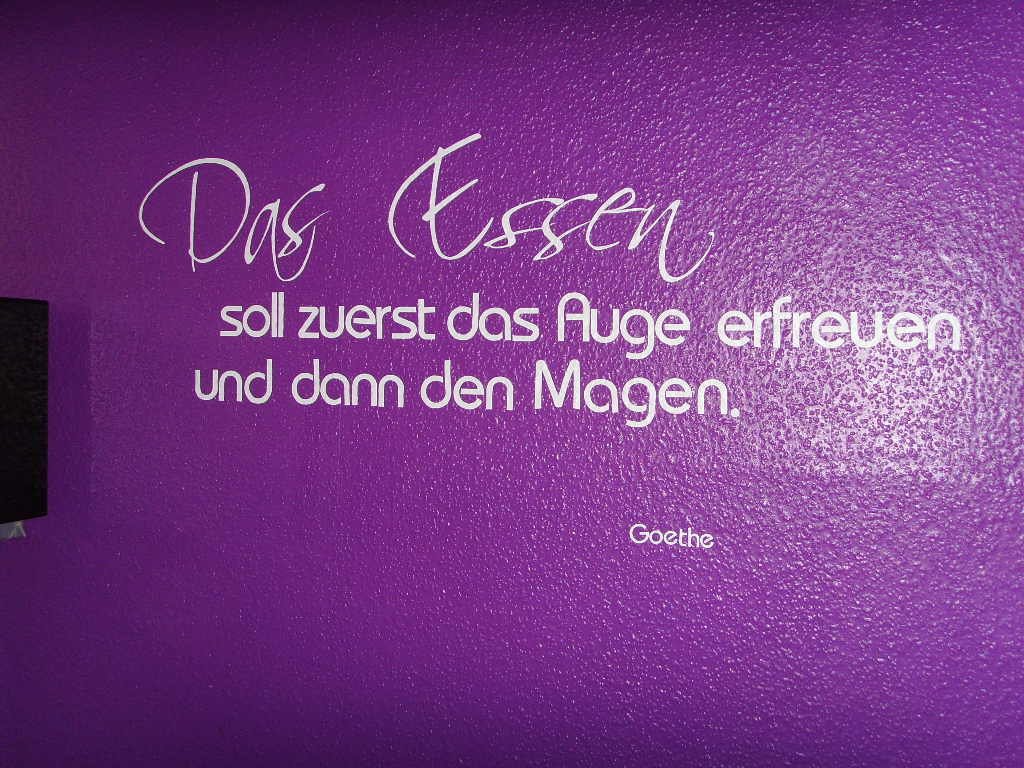 Das Essen
soll zuerst das Auge erfreuen
und dann den Magen.
Goethe